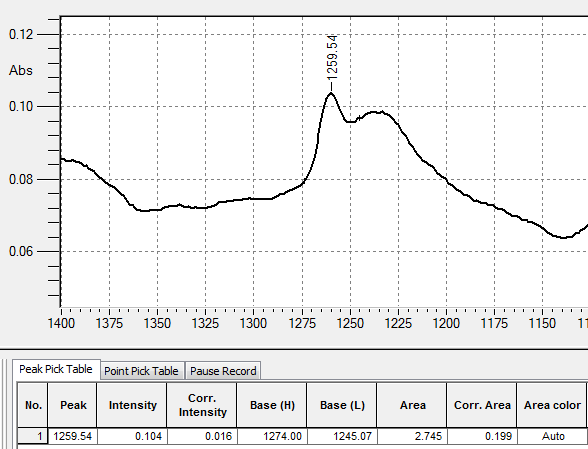 1259.54
0.12
Abs
0.10
0.08
0.06
1400 1375 1350 1325 1300 1275 1250 1225 1200 1175 1150
Peak Pick Table Point Pick Table Pause Record
No. Peak Intensity Corr. Intensity Base (H) Base (L) Area Corr. Area Area color
1 1259.54 0.104 0.016 1274.00 1245.07 2.745 0.199 Auto